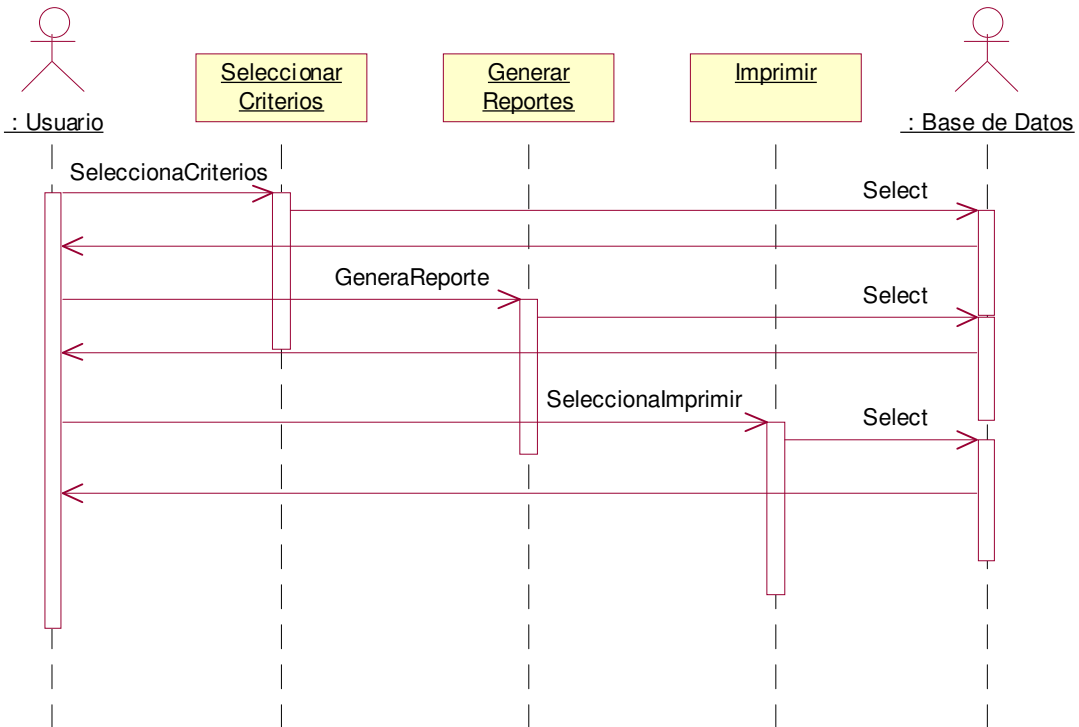 Seleccionar
Criterios
Generar
Reportes
Imprimir
: Usuario
: Base de Datos
SeleccionaCriterios
Select
GeneraReporte
Select
SeleccionaImprimir
Select